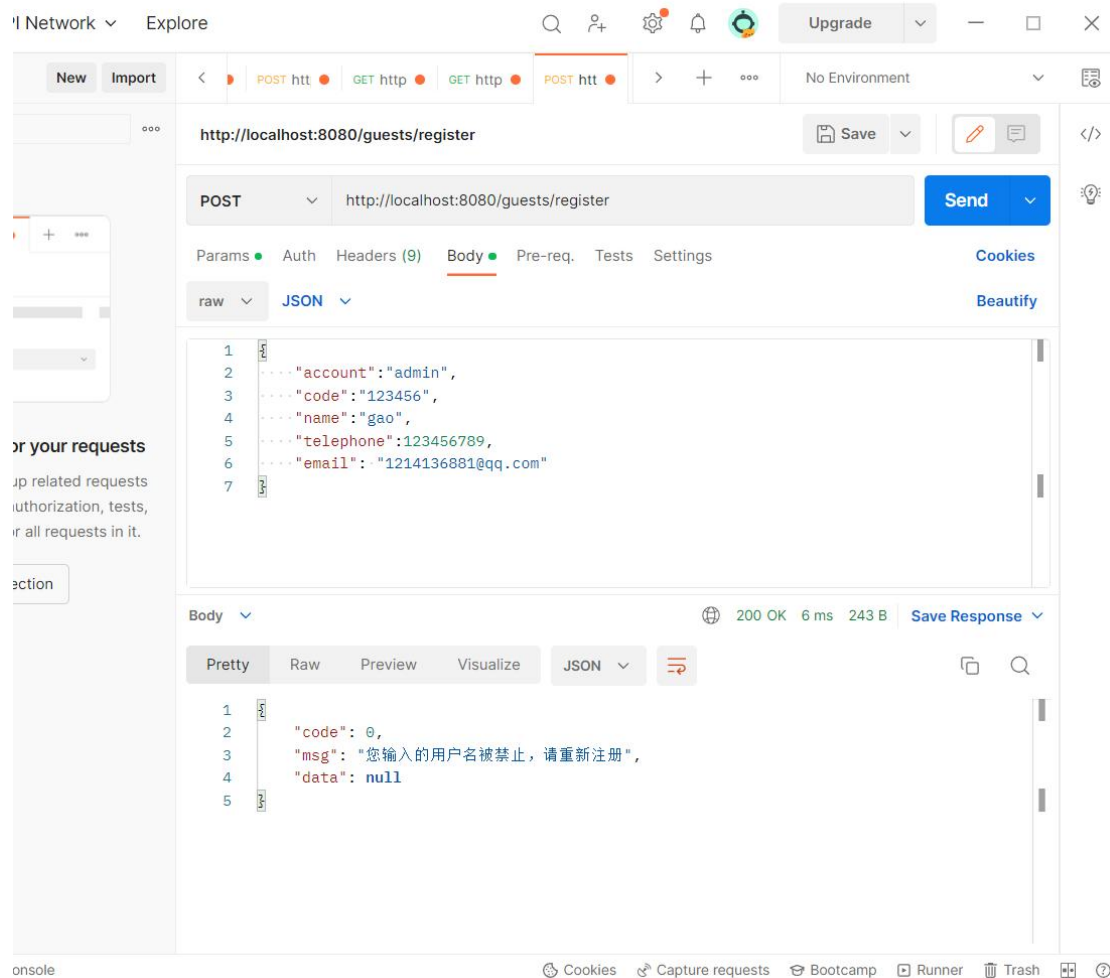 PI Network Explore Upgrade
New Import POST htt GET http GET http POST htt No Environment
http://localhost:8080/guests/register Save
POST http://localhost:8080/guests/register Send
Params Auth Headers (9) Body Pre-req. Tests Settings Cookies
raw JSON Beautify
1 {
2 "account":"admin",
3 "code":"123456",
4 "name":"gao",
5 "telephone":123456789,
6 "email": "1214136881@qq.com"
7 }
or your requests
up related requests
uthorization, tests,
or all requests in it.
ection
Body 200 OK 6 ms 243 B Save Response
Pretty Raw Preview Visualize JSON
1 {
2 "code": 0,
3 "msg": "您输入的用户名被禁止，请重新注册",
4 "data": null
5 }
onsole Cookies Capture requests Bootcamp Runner Trash